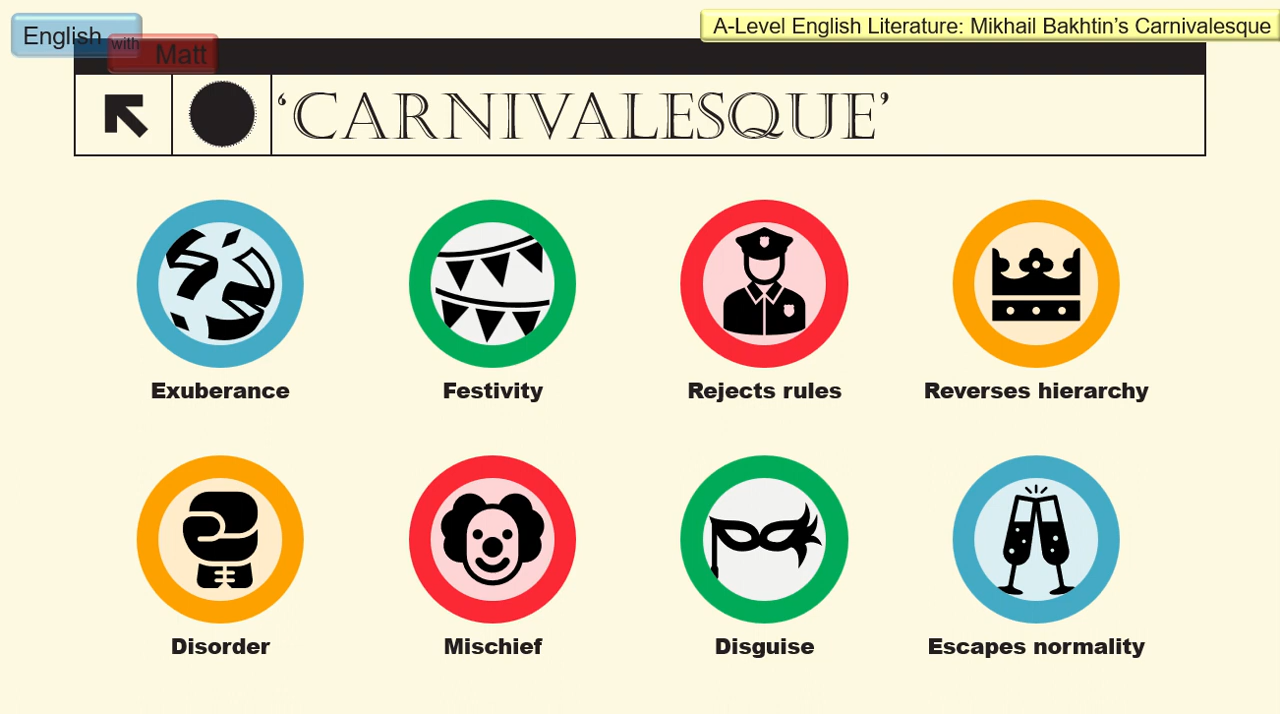 English with Matt
A-Level English Literature: Mikhail Bakhtin’s Carnivalesque
‘CARNIVALESQUE’
Exuberance
Festivity
Rejects rules
Reverses hierarchy
Disorder
Mischief
Disguise
Escapes normality